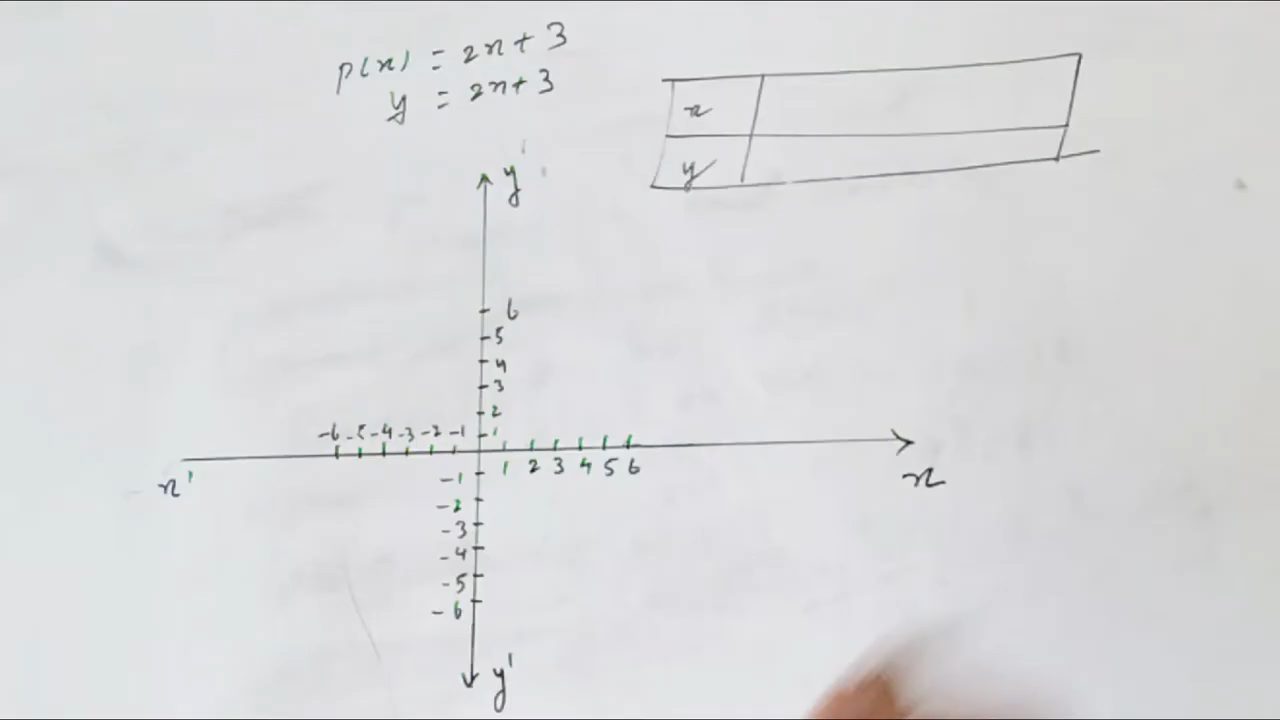 p(x) = 2x + 3
y = 2x + 3
x
y
y
6
5
4
3
2
-6 -5 -4 -3 -2 -1 1
1 2 3 4 5 6
x'
x
-1
-2
-3
-4
-5
-6
y'